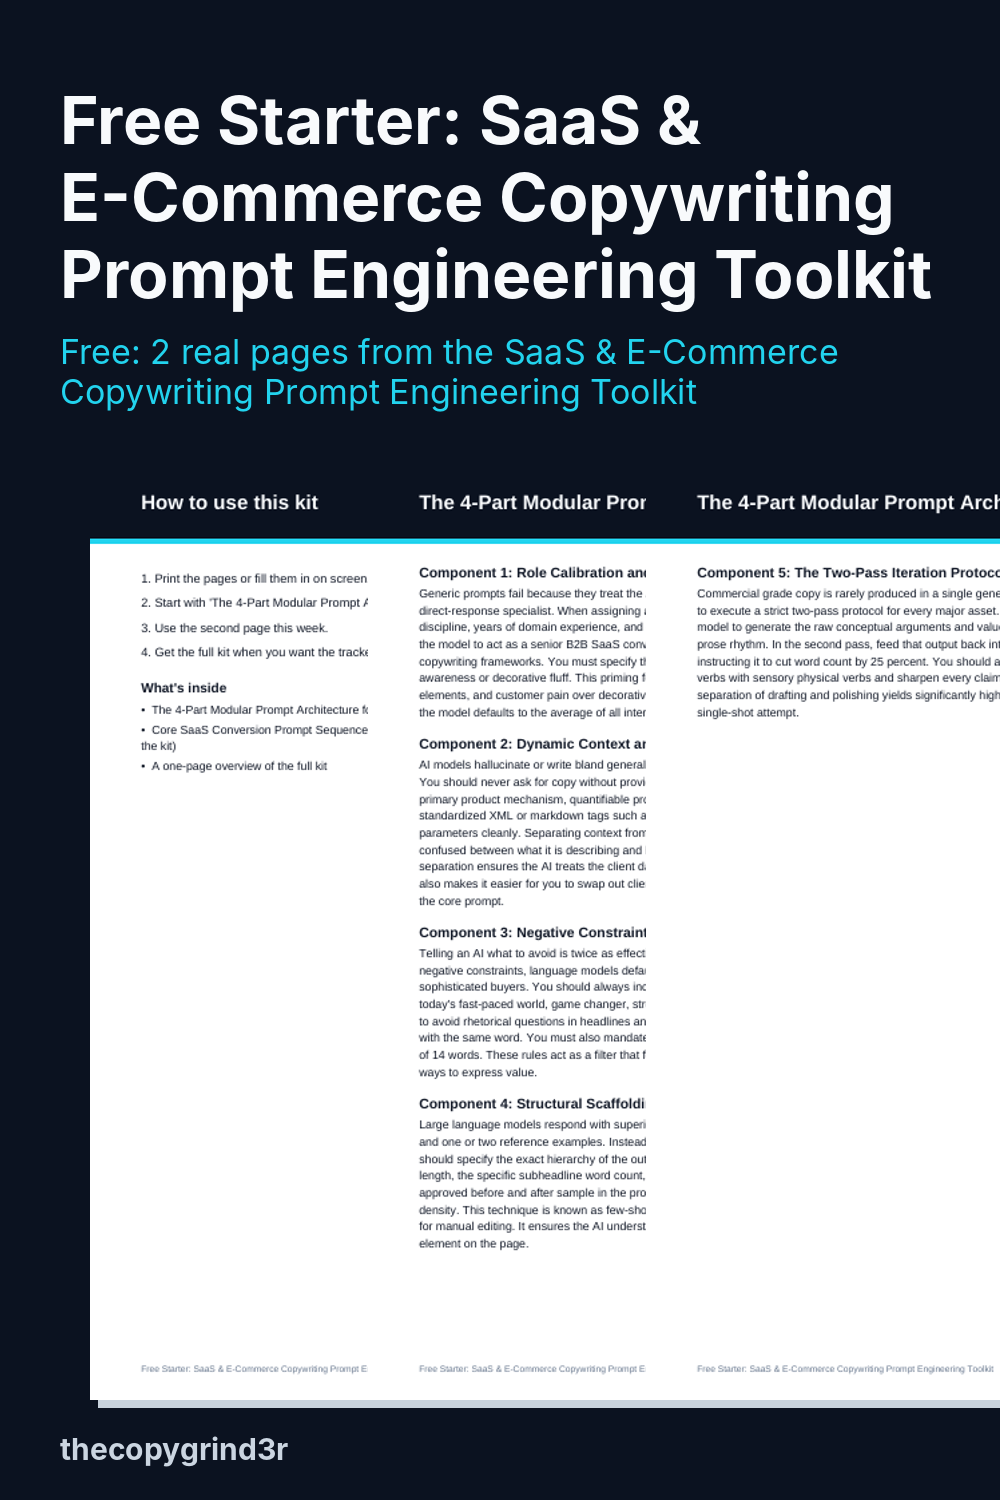 Free Starter: SaaS &
E-Commerce Copywriting
Prompt Engineering Toolkit
Free: 2 real pages from the SaaS & E-Commerce
Copywriting Prompt Engineering Toolkit
How to use this kit
1. Print the pages or fill them in on screen
2. Start with 'The 4-Part Modular Prompt A
3. Use the second page this week.
4. Get the full kit when you want the tracke
What's inside
• The 4-Part Modular Prompt Architecture fo
• Core SaaS Conversion Prompt Sequence
the kit)
• A one-page overview of the full kit
Free Starter: SaaS & E-Commerce Copywriting Prompt E
The 4-Part Modular Pror
Component 1: Role Calibration and
Generic prompts fail because they treat the
direct-response specialist. When assigning
discipline, years of domain experience, and
the model to act as a senior B2B SaaS conv
copywriting frameworks. You must specify th
awareness or decorative fluff. This priming f
elements, and customer pain over decorativ
the model defaults to the average of all inter
Component 2: Dynamic Context ar
AI models hallucinate or write bland general
You should never ask for copy without provi
primary product mechanism, quantifiable pro
standardized XML or markdown tags such a
parameters cleanly. Separating context from
confused between what it is describing and
separation ensures the AI treats the client da
also makes it easier for you to swap out clie
the core prompt.
Component 3: Negative Constraint
Telling an AI what to avoid is twice as effect
negative constraints, language models defau
sophisticated buyers. You should always inc
today's fast-paced world, game changer, str
to avoid rhetorical questions in headlines an
with the same word. You must also mandate
of 14 words. These rules act as a filter that f
ways to express value.
Component 4: Structural Scaffoldi
Large language models respond with superi
and one or two reference examples. Instead
should specify the exact hierarchy of the out
length, the specific subheadline word count,
approved before and after sample in the pro
density. This technique is known as few-sho
for manual editing. It ensures the AI underst
element on the page.
Free Starter: SaaS & E-Commerce Copywriting Prompt E
The 4-Part Modular Prompt Arch
Component 5: The Two-Pass Iteration Protoco
Commercial grade copy is rarely produced in a single gene
to execute a strict two-pass protocol for every major asset.
model to generate the raw conceptual arguments and valu
prose rhythm. In the second pass, feed that output back int
instructing it to cut word count by 25 percent. You should a
verbs with sensory physical verbs and sharpen every claim
separation of drafting and polishing yields significantly high
single-shot attempt.
Free Starter: SaaS & E-Commerce Copywriting Prompt Engineering Toolkit
thecopygrind3r